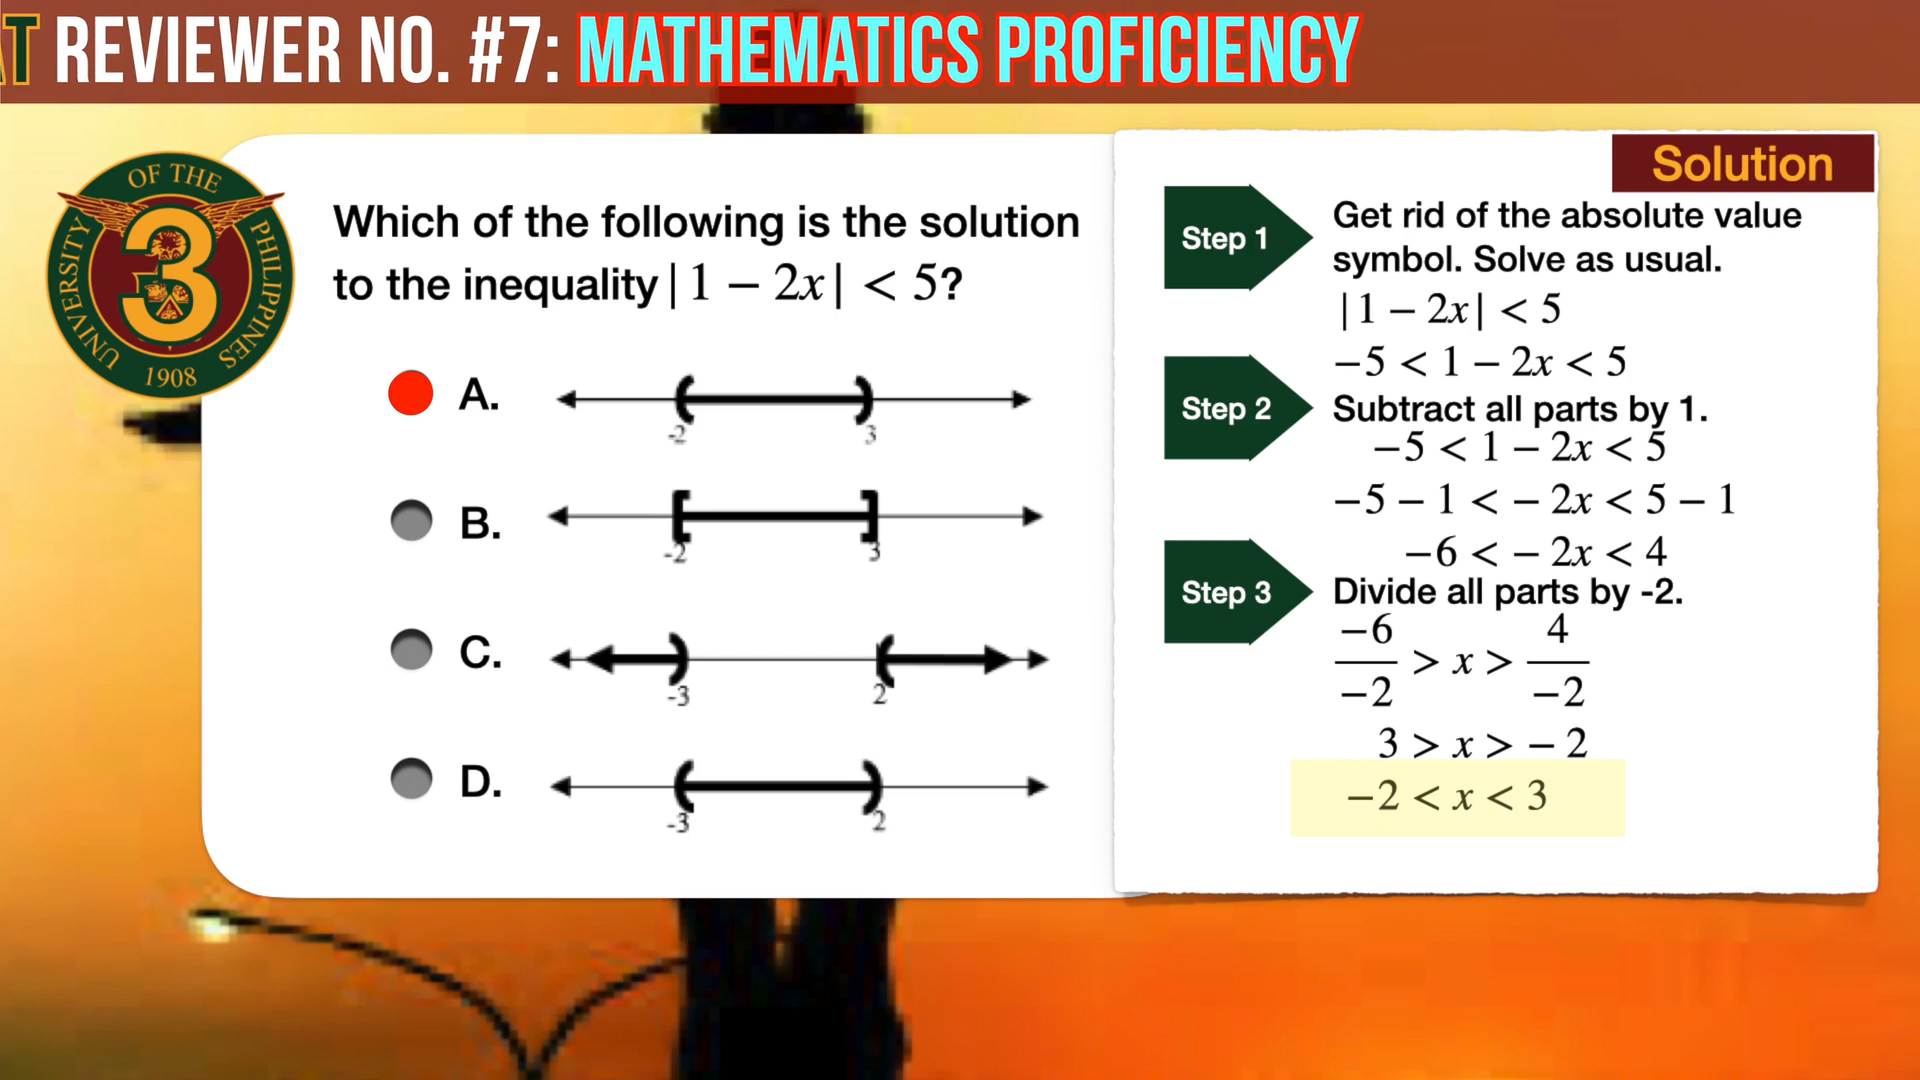 T REVIEWER NO. #7: MATHEMATICS PROFICIENCY
UNIVERSITY OF THE PHILIPPINES
3
1908
Which of the following is the solution
to the inequality |1 − 2x| < 5?
A.
-2 3
B.
-2 3
C.
-3 2
D.
-3 2
Solution
Step 1
Get rid of the absolute value
symbol. Solve as usual.
|1 − 2x| < 5
−5 < 1 − 2x < 5
Step 2
Subtract all parts by 1.
−5 < 1 − 2x < 5
−5 − 1 < − 2x < 5 − 1
−6 < − 2x < 4
Step 3
Divide all parts by -2.
−6/−2 > x > 4/−2
3 > x > − 2
−2 < x < 3